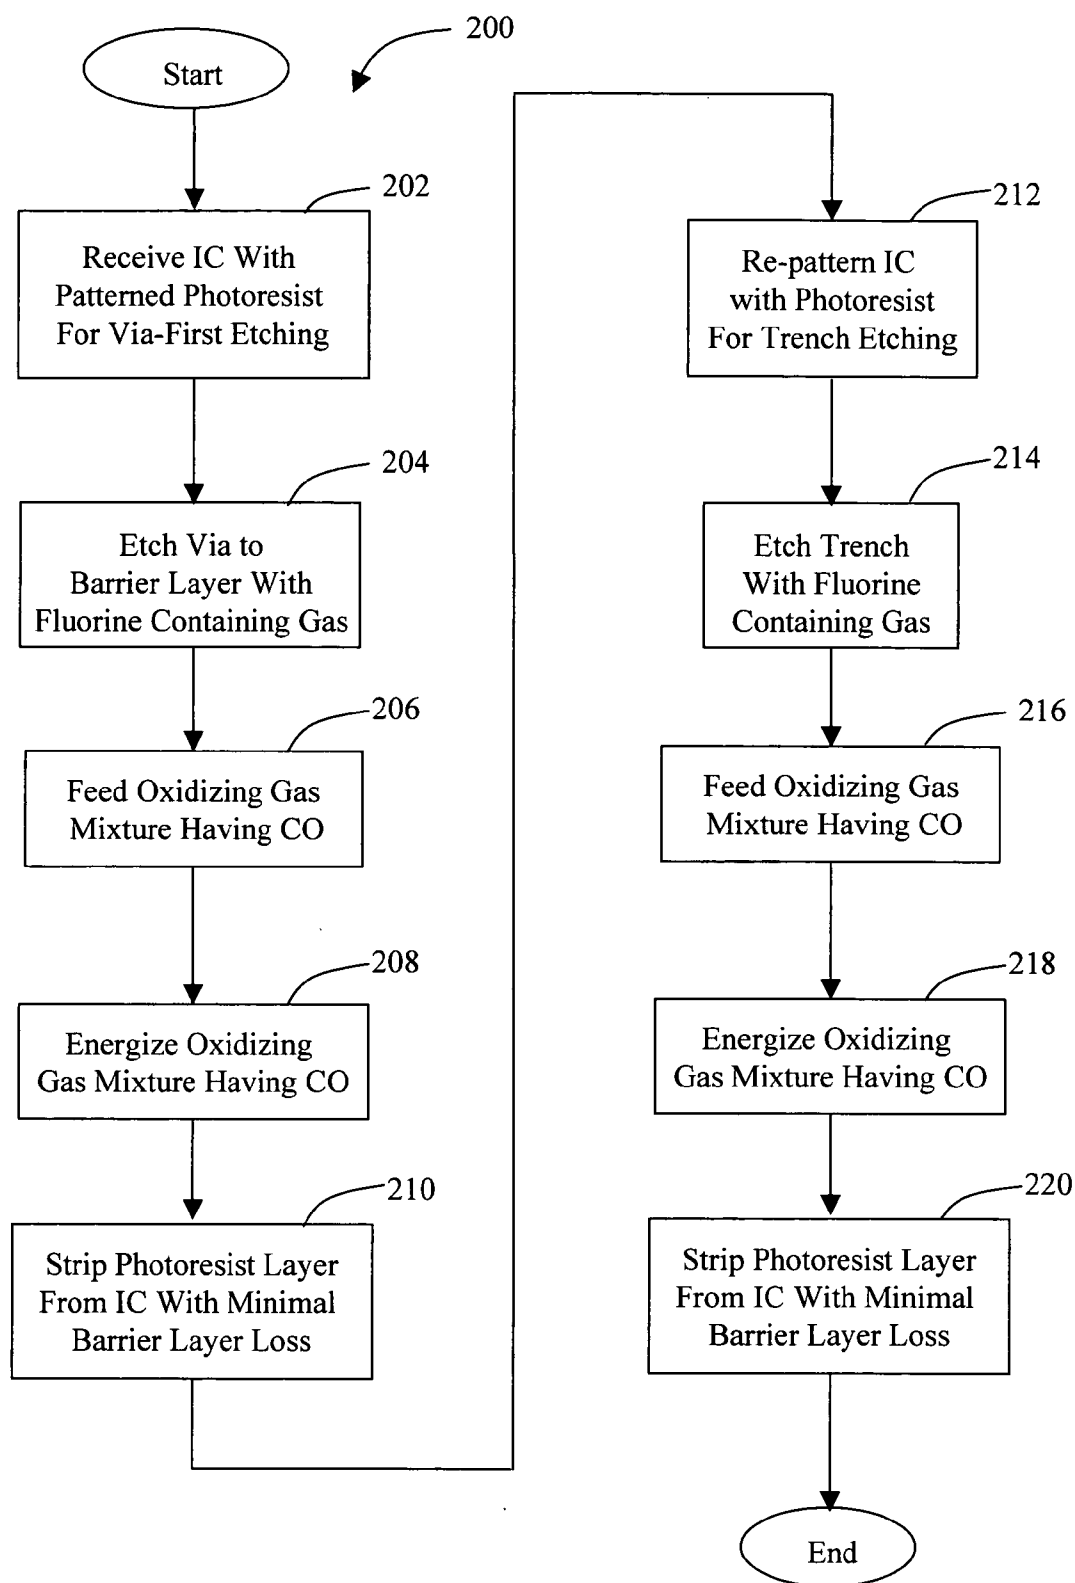 200
Start
202
Receive IC With
Patterned Photoresist
For Via-First Etching
204
Etch Via to
Barrier Layer With
Fluorine Containing Gas
206
Feed Oxidizing Gas
Mixture Having CO
208
Energize Oxidizing
Gas Mixture Having CO
210
Strip Photoresist Layer
From IC With Minimal
Barrier Layer Loss
212
Re-pattern IC
with Photoresist
For Trench Etching
214
Etch Trench
With Fluorine
Containing Gas
216
Feed Oxidizing Gas
Mixture Having CO
218
Energize Oxidizing
Gas Mixture Having CO
220
Strip Photoresist Layer
From IC With Minimal
Barrier Layer Loss
End